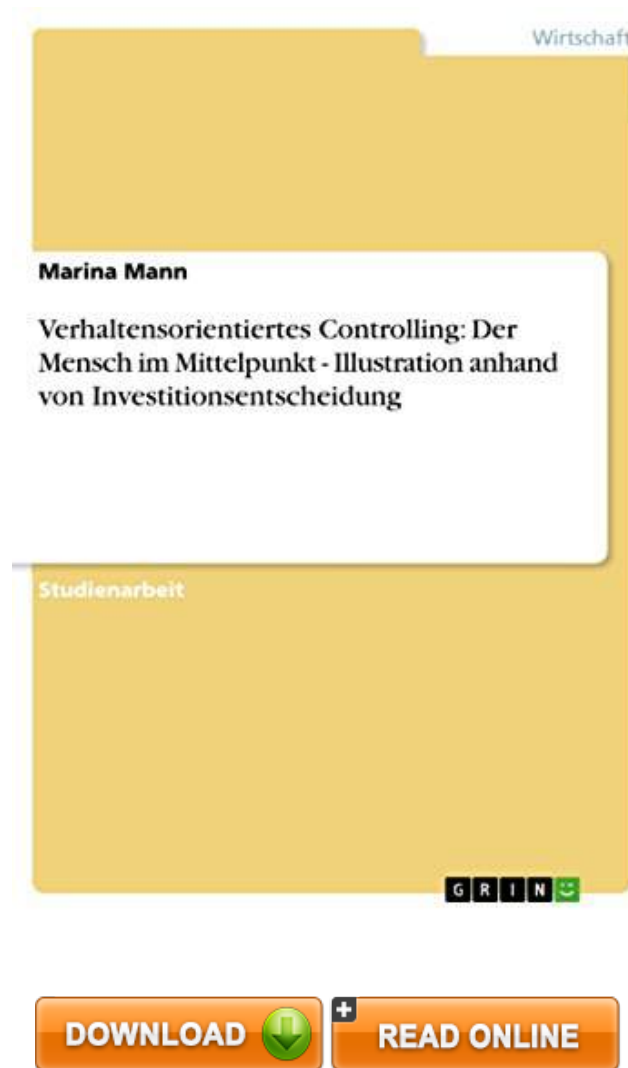 Wirtschaft
Marina Mann
Verhaltensorientiertes Controlling: Der
Mensch im Mittelpunkt - Illustration anhand
von Investitionsentscheidung
Studienarbeit
GRIN
DOWNLOAD
READ ONLINE